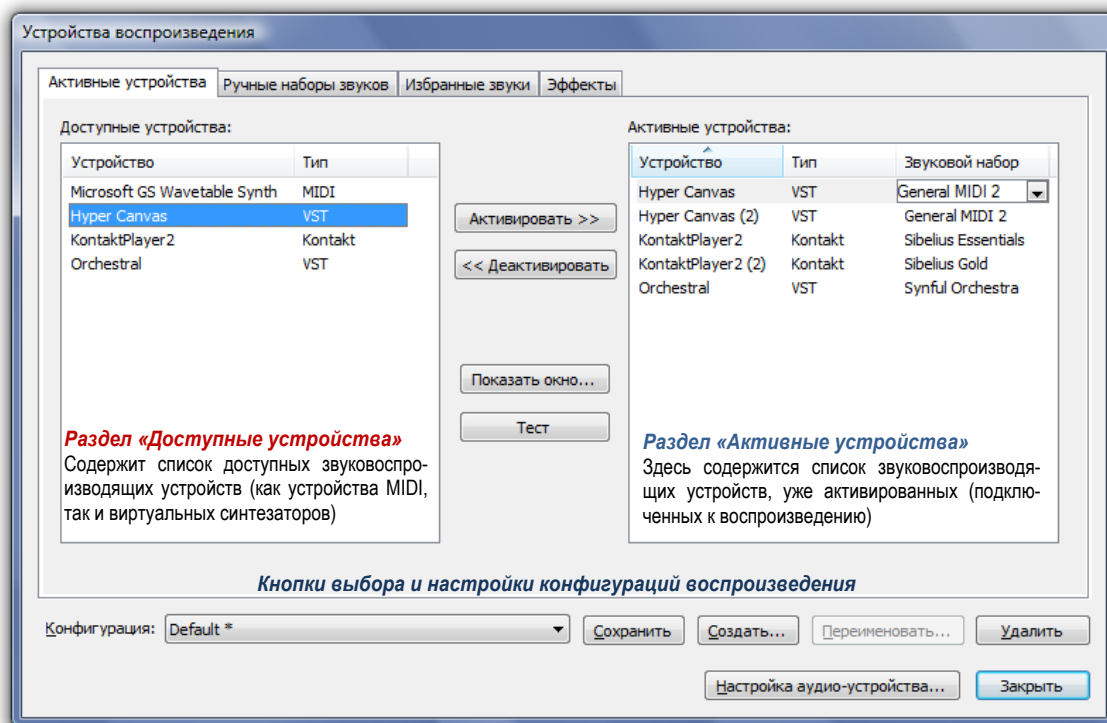 Устройства воспроизведения
Активные устройства Ручные наборы звуков Избранные звуки Эффекты
Доступные устройства:
Устройство Тип
Microsoft GS Wavetable Synth MIDI
Hyper Canvas VST
KontaktPlayer2 Kontakt
Orchestral VST
Раздел «Доступные устройства»
Содержит список доступных звуковоспро-
изводящих устройств (как устройства MIDI,
так и виртуальных синтезаторов)
Активировать >>
<< Деактивировать
Показать окно...
Тест
Активные устройства:
Устройство Тип Звуковой набор
Hyper Canvas VST General MIDI 2
Hyper Canvas (2) VST General MIDI 2
KontaktPlayer2 Kontakt Sibelius Essentials
KontaktPlayer2 (2) Kontakt Sibelius Gold
Orchestral VST Synful Orchestra
Раздел «Активные устройства»
Здесь содержится список звуковоспроизводя-
щих устройств, уже активированных (подклю-
ченных к воспроизведению)
Кнопки выбора и настройки конфигураций воспроизведения
Конфигурация: Default * Сохранить Создать... Переименовать... Удалить
Настройка аудио-устройства... Закрыть